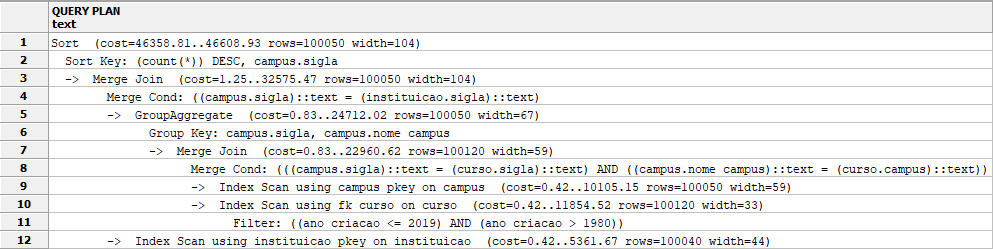 QUERY PLAN
text
1 Sort (cost=46358.81..46608.93 rows=100050 width=104)
2 Sort Key: (count(*)) DESC, campus.sigla
3 -> Merge Join (cost=1.25..32575.47 rows=100050 width=104)
4 Merge Cond: ((campus.sigla)::text = (instituicao.sigla)::text)
5 -> GroupAggregate (cost=0.83..24712.02 rows=100050 width=67)
6 Group Key: campus.sigla, campus.nome campus
7 -> Merge Join (cost=0.83..22960.62 rows=100120 width=59)
8 Merge Cond: (((campus.sigla)::text = (curso.sigla)::text) AND ((campus.nome campus)::text = (curso.campus)::text))
9 -> Index Scan using campus pkey on campus (cost=0.42..10105.15 rows=100050 width=59)
10 -> Index Scan using fk curso on curso (cost=0.42..11854.52 rows=100120 width=33)
11 Filter: ((ano criacao <= 2019) AND (ano criacao > 1980))
12 -> Index Scan using instituicao pkey on instituicao (cost=0.42..5361.67 rows=100040 width=44)